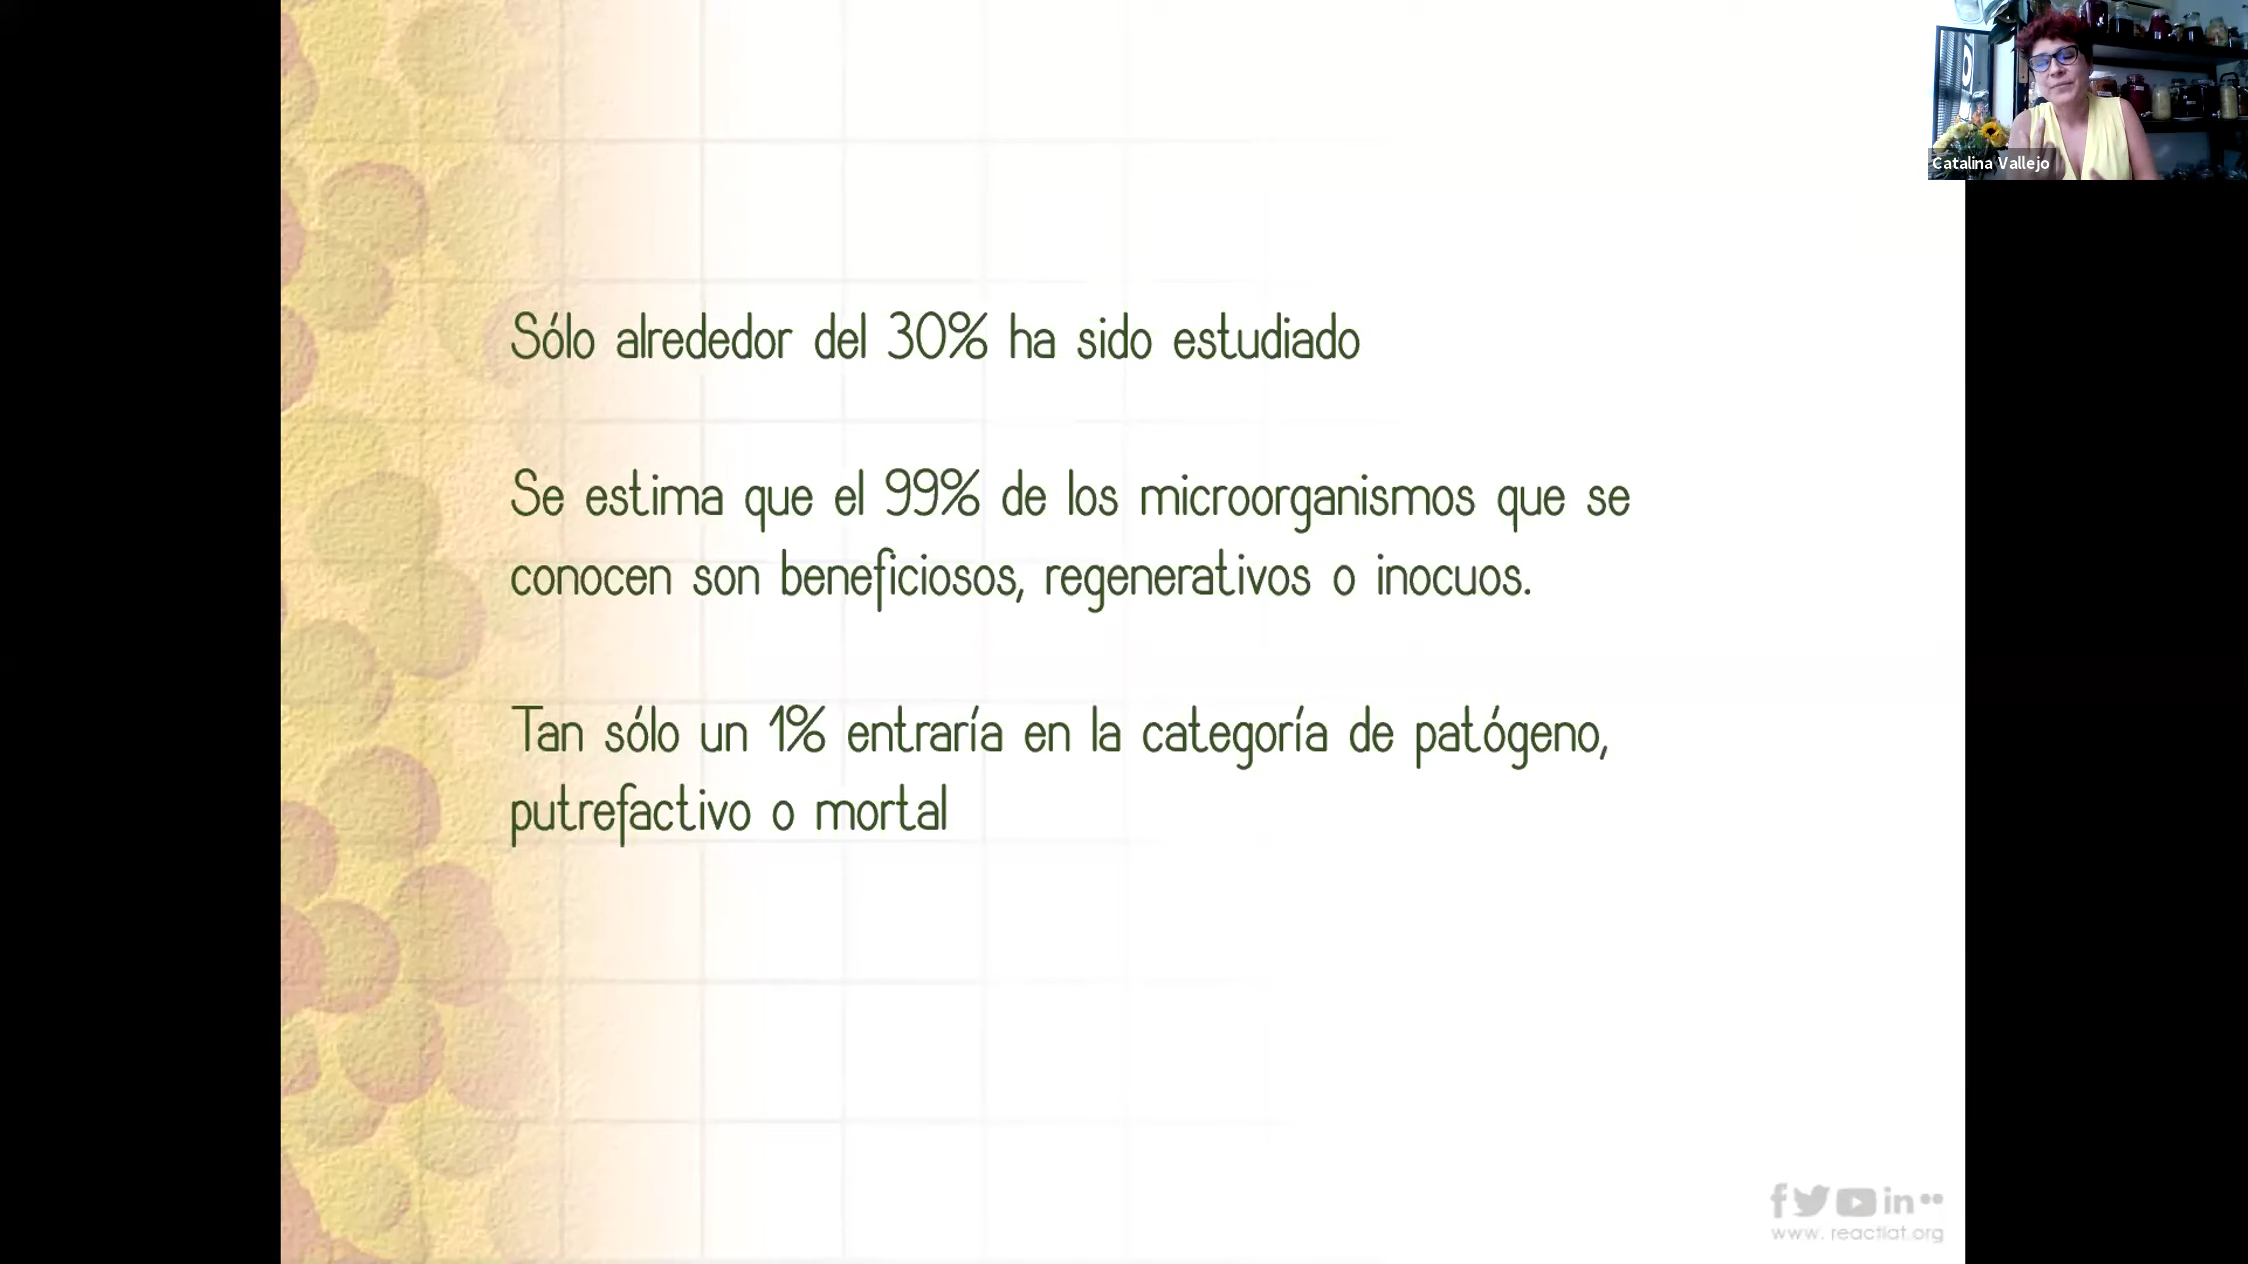 Catalina Vallejo
Sólo alrededor del 30% ha sido estudiado
Se estima que el 99% de los microorganismos que se
conocen son beneficiosos, regenerativos o inocuos.
Tan sólo un 1% entraría en la categoría de patógeno,
putrefactivo o mortal
www. reactlat.org